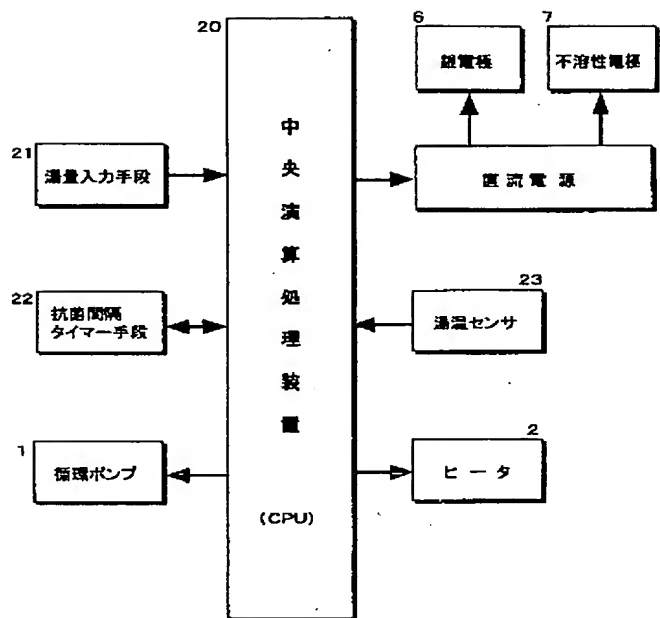 20
6
7
銀電極
不溶性電極
21
湯量入力手段
中央演算処理装置
(CPU)
直流電源
22
抗菌間隔
タイマー手段
23
湯温センサ
1
循環ポンプ
2
ヒータ